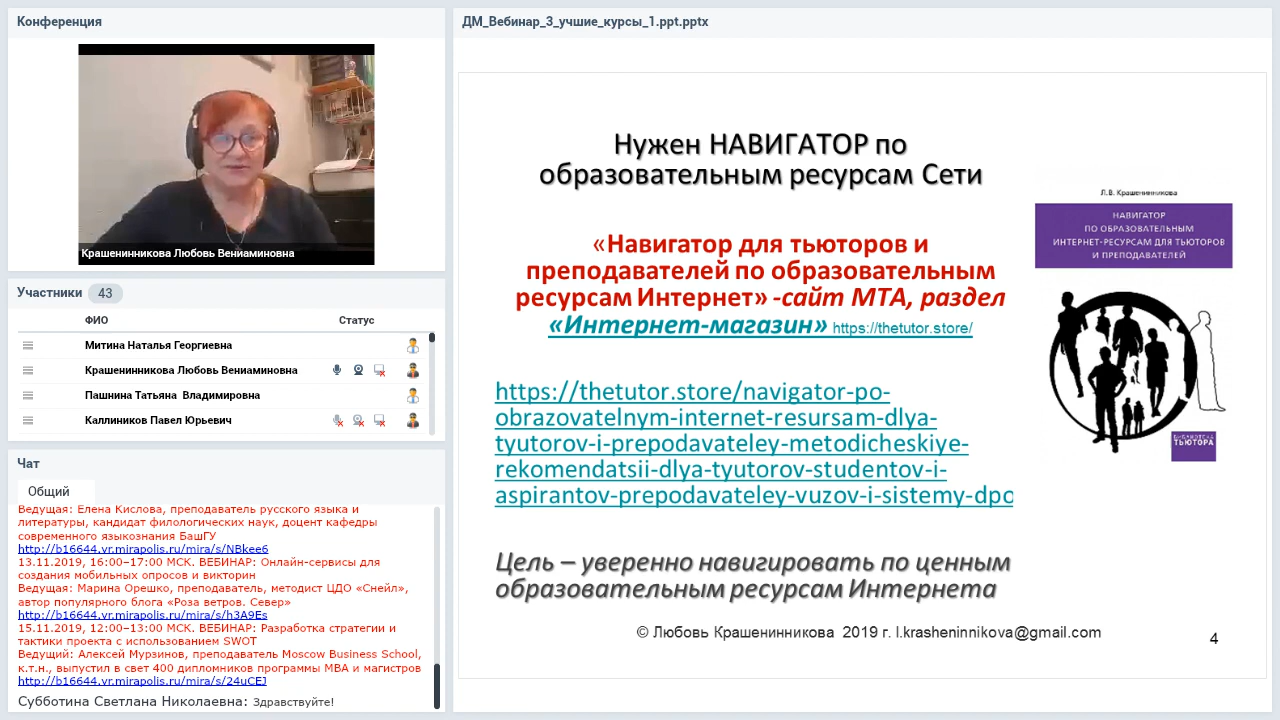 Конференция
Крашенинникова Любовь Вениаминовна
Участники 43
ФИО Статус
Митина Наталья Георгиевна
Крашенинникова Любовь Вениаминовна
Пашнина Татьяна Владимировна
Каллиников Павел Юрьевич
Чат
Общий
Ведущая: Елена Кислова, преподаватель русского языка и
литературы, кандидат филологических наук, доцент кафедры
современного языкознания БашГУ
http://b16644.vr.mirapolis.ru/mira/s/NBkee6
13.11.2019, 16:00–17:00 МСК. ВЕБИНАР: Онлайн-сервисы для
создания мобильных опросов и викторин
Ведущая: Марина Орешко, преподаватель, методист ЦДО «Снейл»,
автор популярного блога «Роза ветров. Север»
http://b16644.vr.mirapolis.ru/mira/s/h3A9Es
15.11.2019, 12:00–13:00 МСК. ВЕБИНАР: Разработка стратегии и
тактики проекта с использованием SWOT
Ведущий: Алексей Мурзинов, преподаватель Moscow Business School,
к.т.н., выпустил в свет 400 дипломников программы MBA и магистров
http://b16644.vr.mirapolis.ru/mira/s/24uCEJ
Субботина Светлана Николаевна: Здравствуйте!
ДМ_Вебинар_3_учшие_курсы_1.ppt.pptx
Нужен НАВИГАТОР по
образовательным ресурсам Сети
«Навигатор для тьюторов и
преподавателей по образовательным
ресурсам Интернет» -сайт МТА, раздел
«Интернет-магазин» https://thetutor.store/
https://thetutor.store/navigator-po-
obrazovatelnym-internet-resursam-dlya-
tyutorov-i-prepodavateley-metodicheskiye-
rekomendatsii-dlya-tyutorov-studentov-i-
aspirantov-prepodavateley-vuzov-i-sistemy-dpo
Цель – уверенно навигировать по ценным
образовательным ресурсам Интернета
© Любовь Крашенинникова 2019 г. l.krasheninnikova@gmail.com
4
Л.В. Крашенинникова
НАВИГАТОР
ПО ОБРАЗОВАТЕЛЬНЫМ
ИНТЕРНЕТ-РЕСУРСАМ ДЛЯ ТЬЮТОРОВ
И ПРЕПОДАВАТЕЛЕЙ
БИБЛИОТЕКА
ТЬЮТОРА